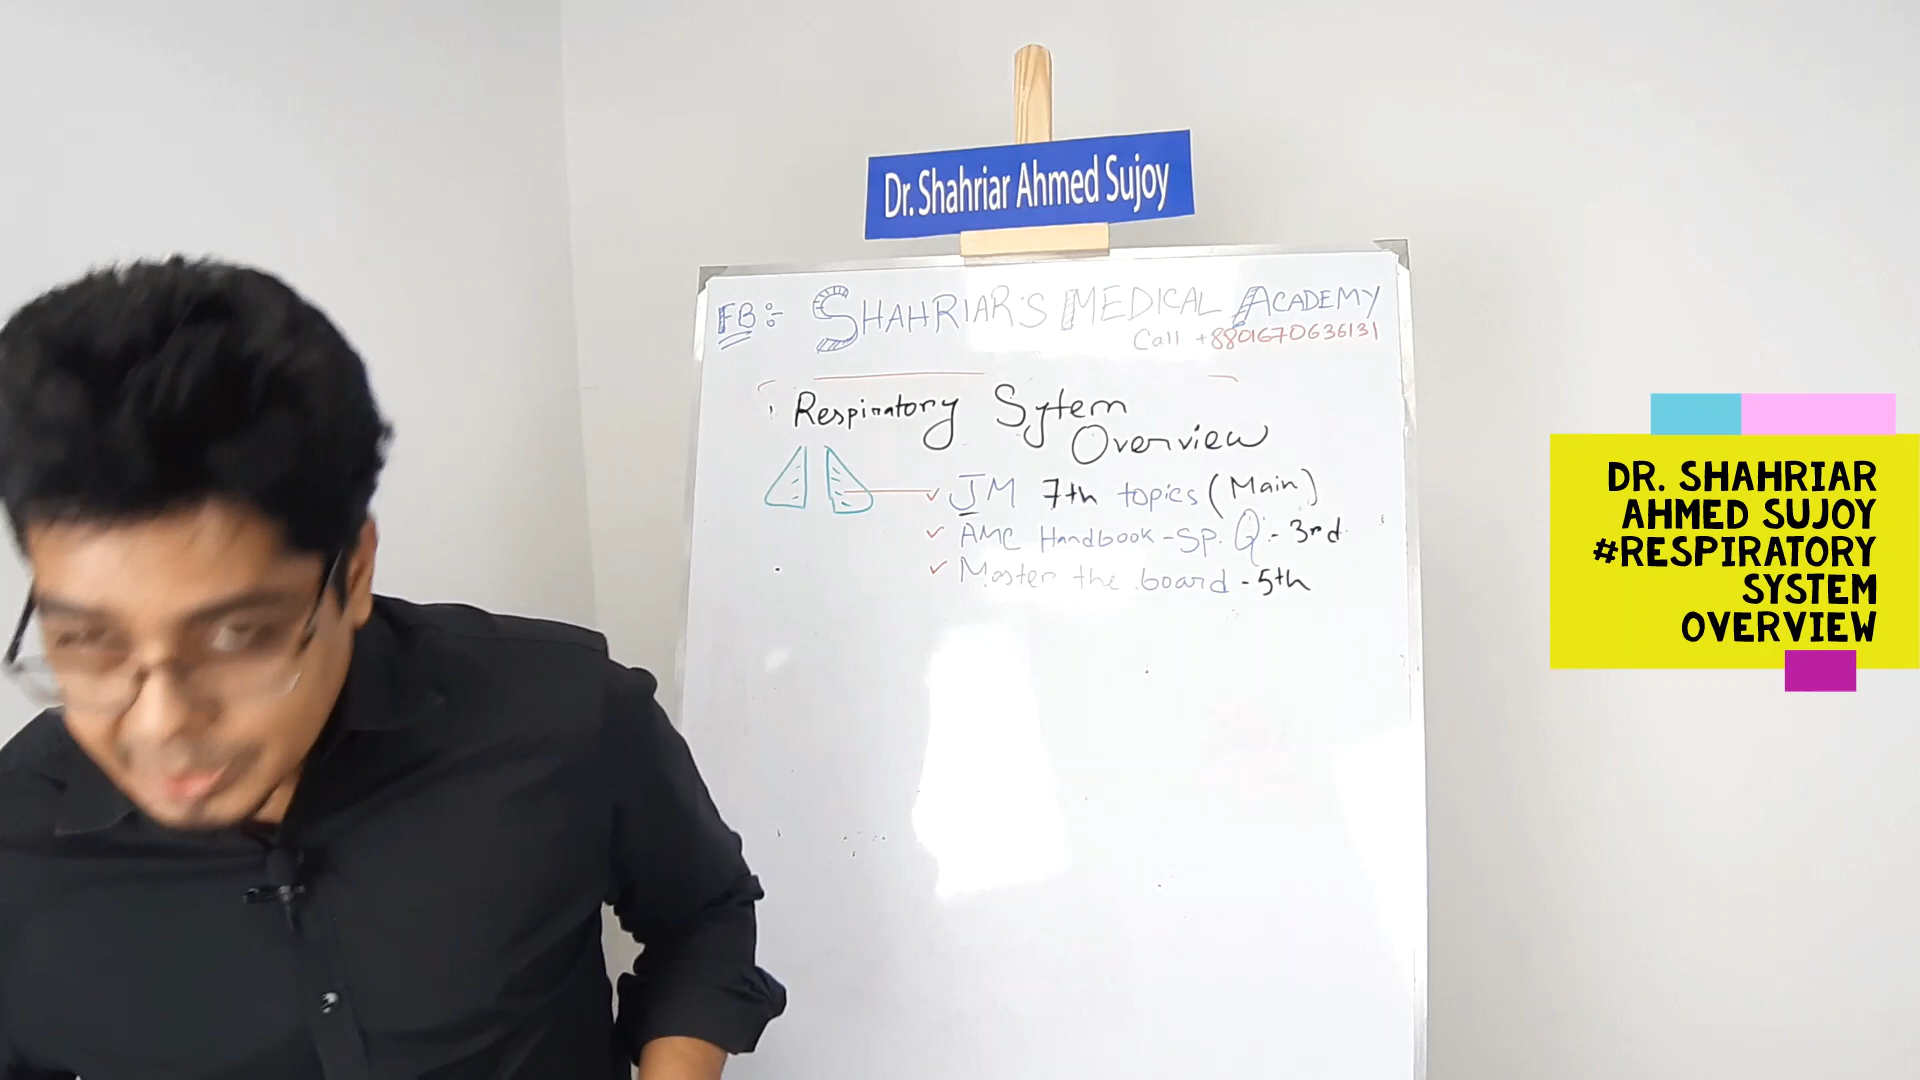 Dr. Shahriar Ahmed Sujoy
FB:- SHAHRIAR'S MEDICAL ACADEMY
Call +8801670636131
Respiratory Sytem
Overview
JM 7th topics (Main)
AMC Handbook - SP. Q:- 3rd
Master the board - 5th
DR. SHAHRIAR
AHMED SUJOY
#RESPIRATORY
SYSTEM
OVERVIEW